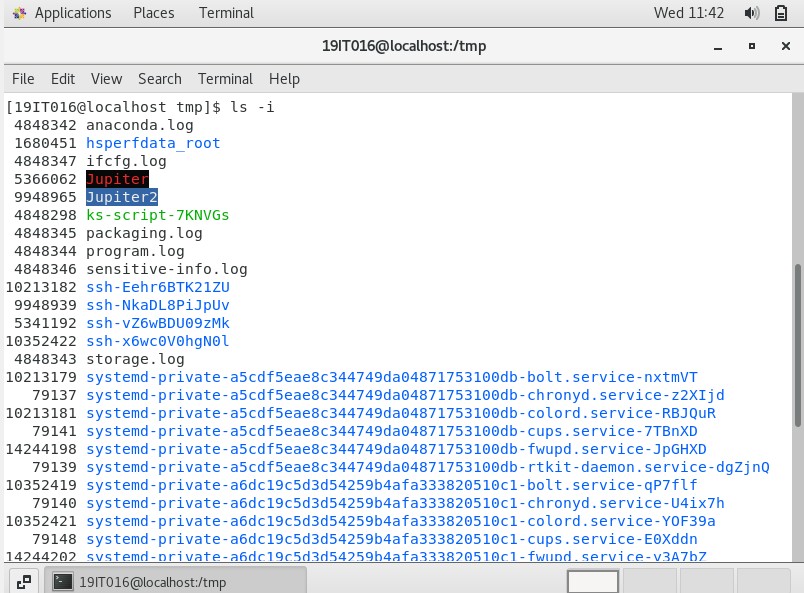 Applications Places Terminal Wed 11:42
19IT016@localhost:/tmp
File Edit View Search Terminal Help
[19IT016@localhost tmp]$ ls -i
4848342 anaconda.log
1680451 hsperfdata_root
4848347 ifcfg.log
5366062 Jupiter
9948965 Jupiter2
4848298 ks-script-7KNVGs
4848345 packaging.log
4848344 program.log
4848346 sensitive-info.log
10213182 ssh-Eehr6BTK21ZU
9948939 ssh-NkaDL8PiJpUv
5341192 ssh-vZ6wBDU09zMk
10352422 ssh-x6wc0V0hgN0l
4848343 storage.log
10213179 systemd-private-a5cdf5eae8c344749da04871753100db-bolt.service-nxtmVT
79137 systemd-private-a5cdf5eae8c344749da04871753100db-chronyd.service-z2XIjd
10213181 systemd-private-a5cdf5eae8c344749da04871753100db-colord.service-RBJQuR
79141 systemd-private-a5cdf5eae8c344749da04871753100db-cups.service-7TBnXD
14244198 systemd-private-a5cdf5eae8c344749da04871753100db-fwupd.service-JpGHXD
79139 systemd-private-a5cdf5eae8c344749da04871753100db-rtkit-daemon.service-dgZjnQ
10352419 systemd-private-a6dc19c5d3d54259b4afa333820510c1-bolt.service-qP7flf
79140 systemd-private-a6dc19c5d3d54259b4afa333820510c1-chronyd.service-U4ix7h
10352421 systemd-private-a6dc19c5d3d54259b4afa333820510c1-colord.service-YOF39a
79148 systemd-private-a6dc19c5d3d54259b4afa333820510c1-cups.service-E0Xddn
14244202 systemd-private-a6dc19c5d3d54259b4afa333820510c1-fwupd.service-v3A7bZ
19IT016@localhost:/tmp